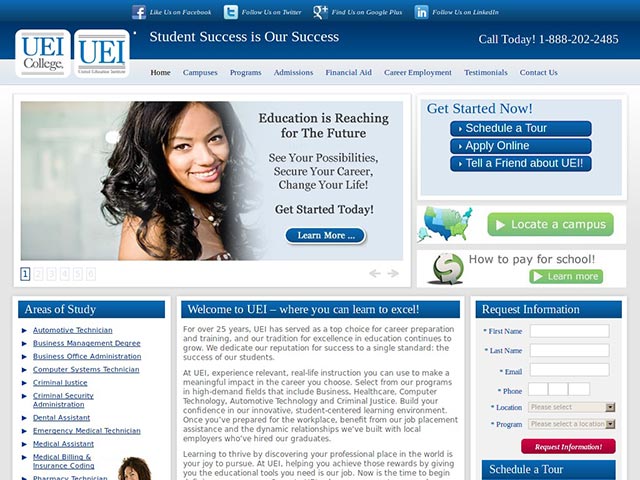 Like Us on Facebook
Follow Us on Twitter
Find Us on Google Plus
Follow Us on LinkedIn
UEI College.
UEI
United Education Institute
Student Success is Our Success
Call Today! 1-888-202-2485
Home Campuses Programs Admissions Financial Aid Career Employment Testimonials Contact Us
Education is Reaching
for The Future
See Your Possibilities,
Secure Your Career,
Change Your Life!
Get Started Today!
Learn More ...
1 2 3 4 5 6
Get Started Now!
Schedule a Tour
Apply Online
Tell a Friend about UEI!
Locate a campus
How to pay for school!
Learn more
Areas of Study
Automotive Technician
Business Management Degree
Business Office Administration
Computer Systems Technician
Criminal Justice
Criminal Security
Administration
Dental Assistant
Emergency Medical Technician
Medical Assistant
Medical Billing &
Insurance Coding
Pharmacy Technician
Welcome to UEI – where you can learn to excel!
For over 25 years, UEI has served as a top choice for career preparation
and training, and our tradition for excellence in education continues to
grow. We dedicate our reputation for success to a single standard: the
success of our students.
At UEI, experience relevant, real-life instruction you can use to make a
meaningful impact in the career you choose. Select from our programs
in high-demand fields that include Business, Healthcare, Computer
Technology, Automotive Technology and Criminal Justice. Build your
confidence in our innovative, student-centered learning environment.
Once you've prepared for the workplace, benefit from our job placement
assistance and the dynamic relationships we've built with local
employers who've hired our graduates.
Learning to thrive by discovering your professional place in the world is
your joy to pursue. At UEI, helping you achieve those rewards by giving
you the educational tools you need is our job. Now is the time to begin
Request Information
* First Name
* Last Name
* Email
* Phone
* Location Please select
* Program Please select a location
Request Information!
Schedule a Tour